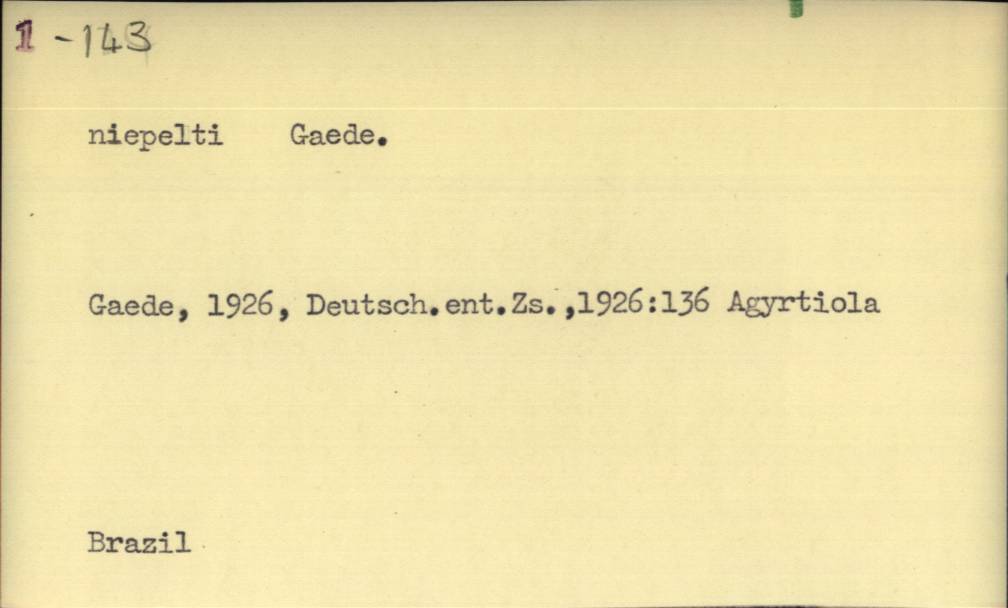 1 -143
niepelti Gaede.
Gaede, 1926, Deutsch.ent.Zs.,1926:136 Agyrtiola
Brazil